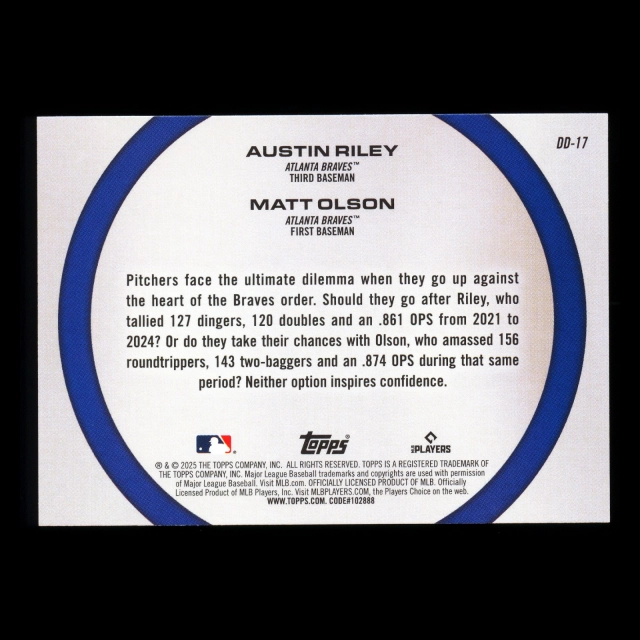 DD-17
AUSTIN RILEY
ATLANTA BRAVES™
THIRD BASEMAN
MATT OLSON
ATLANTA BRAVES™
FIRST BASEMAN
Pitchers face the ultimate dilemma when they go up against
the heart of the Braves order. Should they go after Riley, who
tallied 127 dingers, 120 doubles and an .861 OPS from 2021 to
2024? Or do they take their chances with Olson, who amassed 156
roundtrippers, 143 two-baggers and an .874 OPS during that same
period? Neither option inspires confidence.
topps®
MLB PLAYERS
® & © 2025 THE TOPPS COMPANY, INC. ALL RIGHTS RESERVED. TOPPS IS A REGISTERED TRADEMARK OF
THE TOPPS COMPANY, INC. Major League Baseball trademarks and copyrights are used with permission
of Major League Baseball. Visit MLB.com. OFFICIALLY LICENSED PRODUCT OF MLB. Officially
Licensed Product of MLB Players, Inc. Visit MLBPLAYERS.COM, the Players Choice on the web.
WWW.TOPPS.COM. CODE#102888